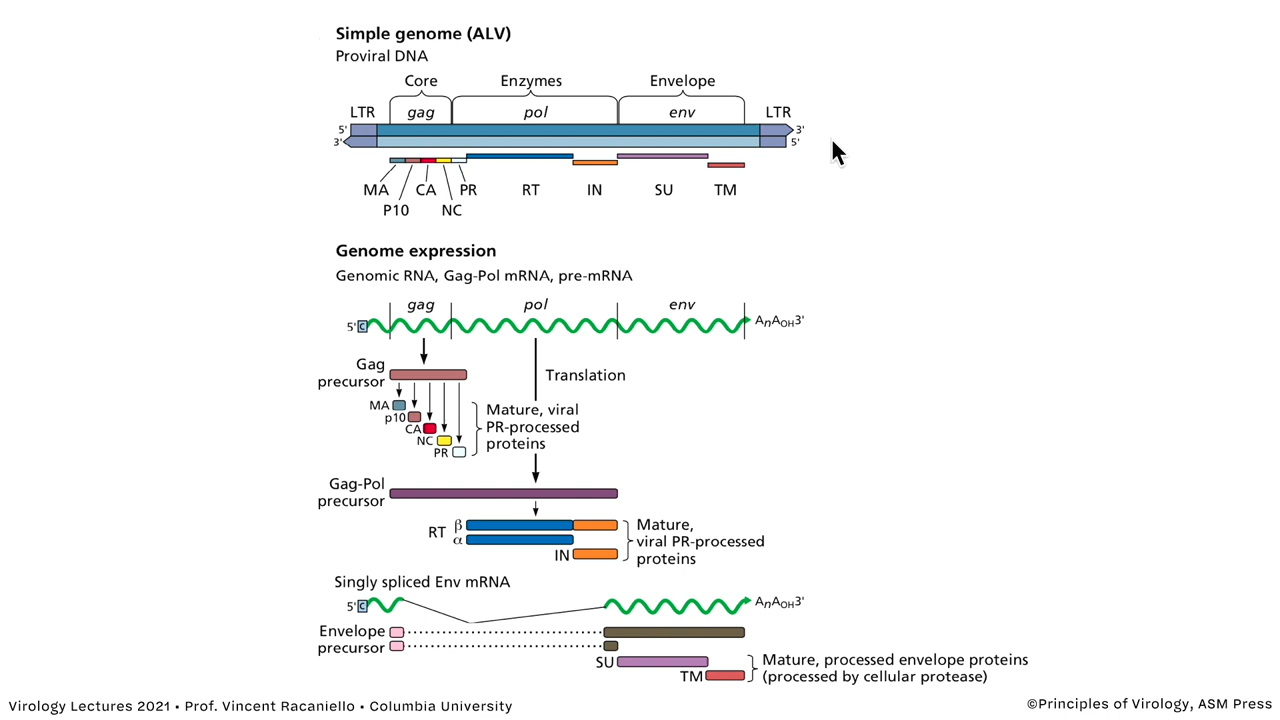 Simple genome (ALV)
Proviral DNA
Core Enzymes Envelope
LTR gag pol env LTR
5' 3'
3' 5'
MA CA PR RT IN SU TM
P10 NC
Genome expression
Genomic RNA, Gag-Pol mRNA, pre-mRNA
gag pol env
5' C AnAOH3'
Gag
precursor
Translation
MA
p10
CA
NC
PR
Mature, viral
PR-processed
proteins
Gag-Pol
precursor
RT β
α
IN
Mature,
viral PR-processed
proteins
Singly spliced Env mRNA
5' C AnAOH3'
Envelope
precursor
SU
TM
Mature, processed envelope proteins
(processed by cellular protease)
Virology Lectures 2021 • Prof. Vincent Racaniello • Columbia University
©Principles of Virology, ASM Press